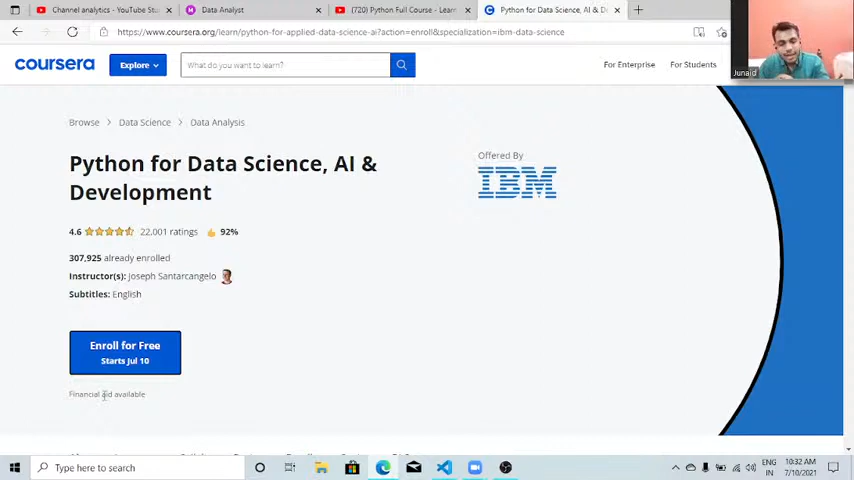 Channel analytics - YouTube Stu
Data Analyst
(720) Python Full Course - Learn
Python for Data Science, AI & D
https://www.coursera.org/learn/python-for-applied-data-science-ai?action=enroll&specialization=ibm-data-science
coursera
Explore
What do you want to learn?
For Enterprise
For Students
Junaid
Browse > Data Science > Data Analysis
Python for Data Science, AI &
Development
Offered By
IBM
4.6
22,001 ratings
92%
307,925 already enrolled
Instructor(s): Joseph Santarcangelo
Subtitles: English
Enroll for Free
Starts Jul 10
Financial aid available
Type here to search
ENG
IN
10:32 AM
7/10/2021